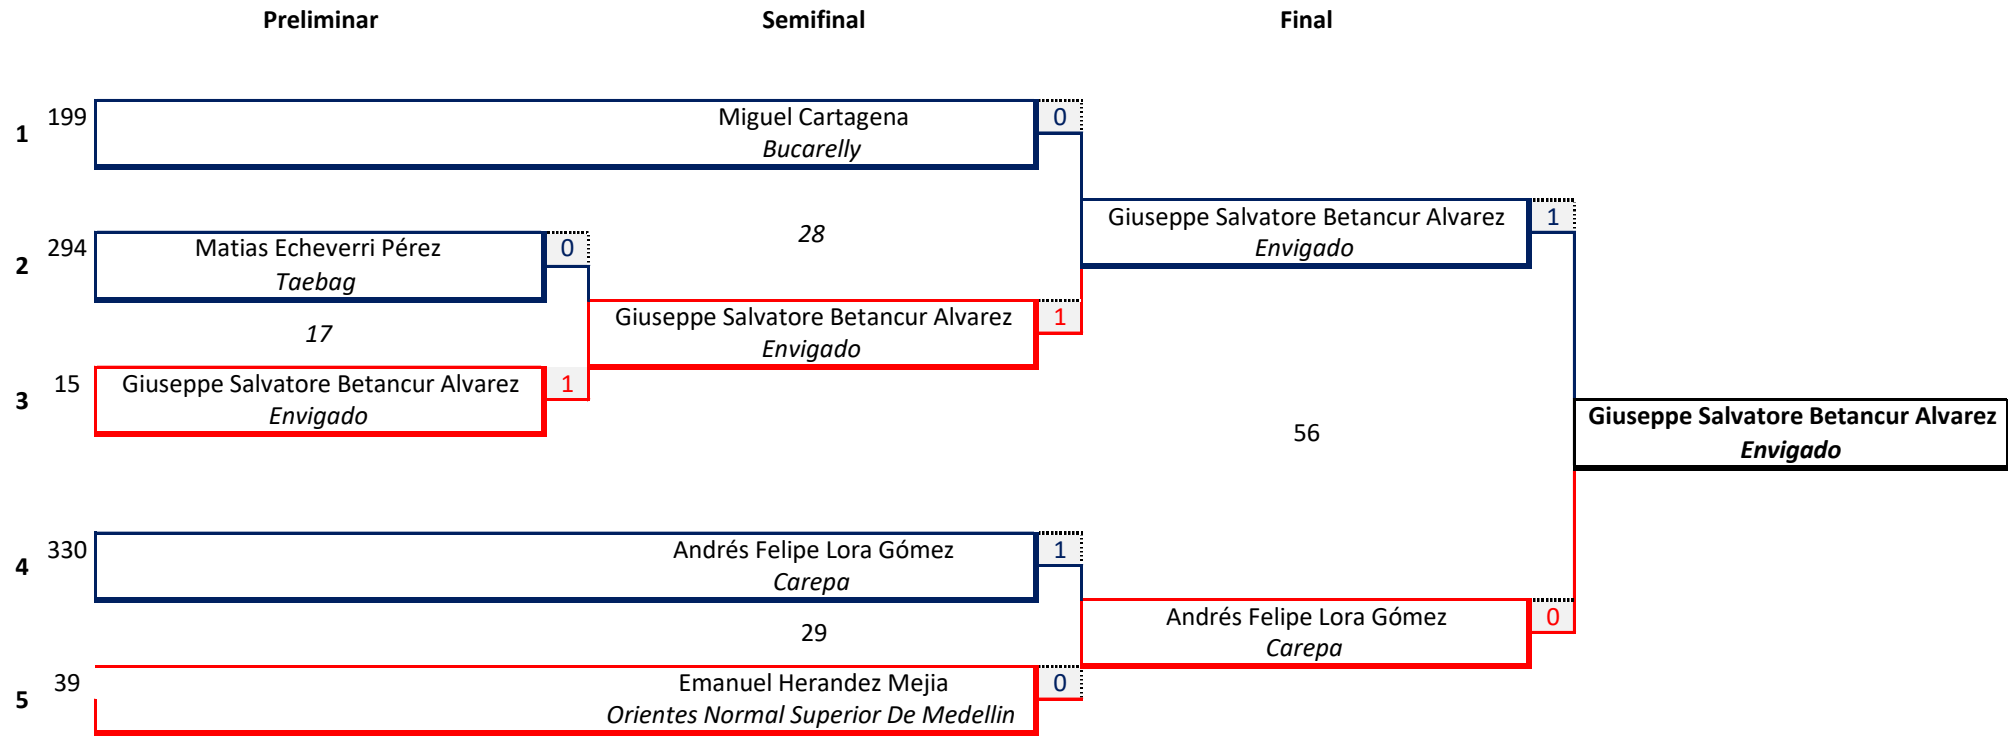 Preliminar Semifinal Final
199 Miguel Cartagena 0
1 Bucarelly
Giuseppe Salvatore Betancur Alvarez 1
28
294 Matias Echeverri Pérez 0 Envigado
2 Taebag
Giuseppe Salvatore Betancur Alvarez 1
17 Envigado
15 Giuseppe Salvatore Betancur Alvarez 1
3 Envigado
Giuseppe Salvatore Betancur Alvarez
56
Envigado
330 Andrés Felipe Lora Gómez 1
4 Carepa
Andrés Felipe Lora Gómez 0
29
Carepa
39 Emanuel Herandez Mejia 0
5 Orientes Normal Superior De Medellin